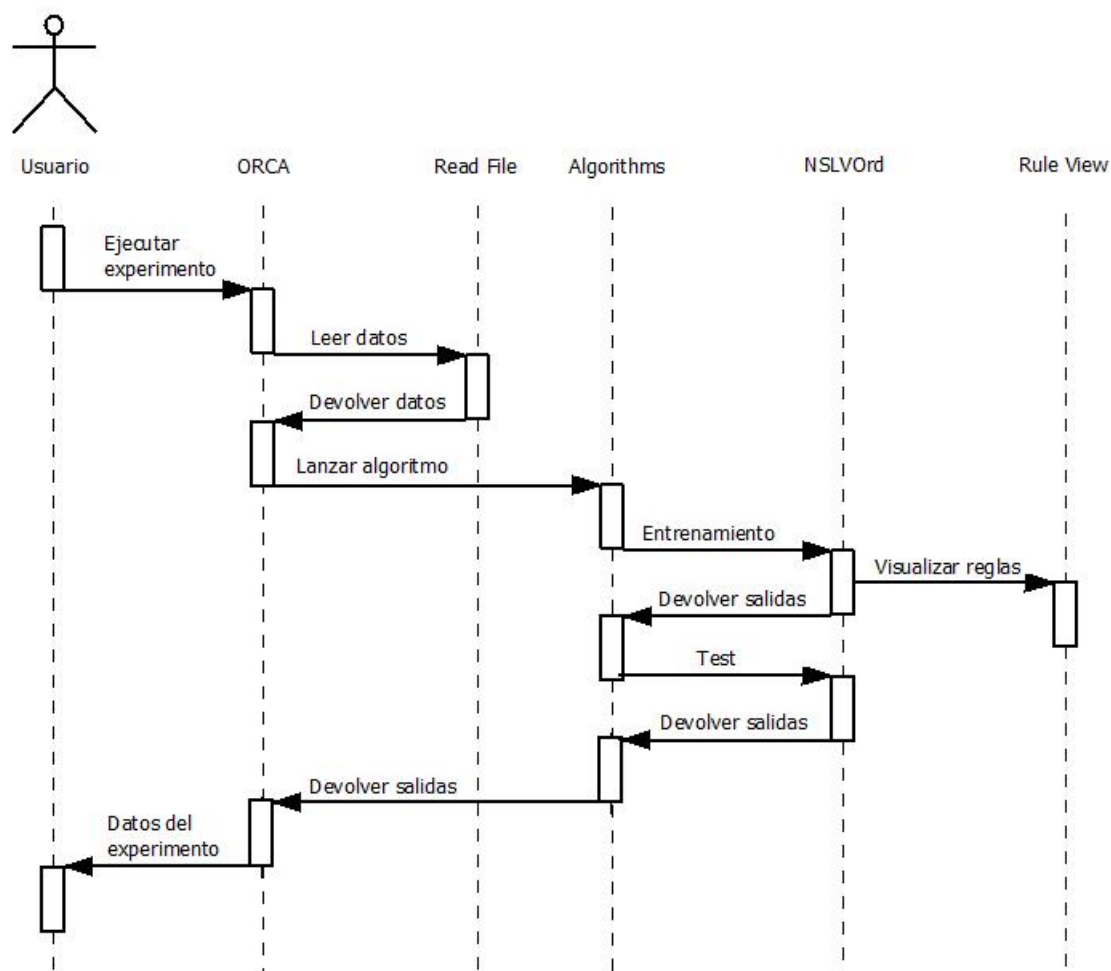 Usuario
ORCA
Read File
Algorithms
NSLVOrd
Rule View
Ejecutar
experimento
Leer datos
Devolver datos
Lanzar algoritmo
Entrenamiento
Visualizar reglas
Devolver salidas
Test
Devolver salidas
Devolver salidas
Datos del
experimento